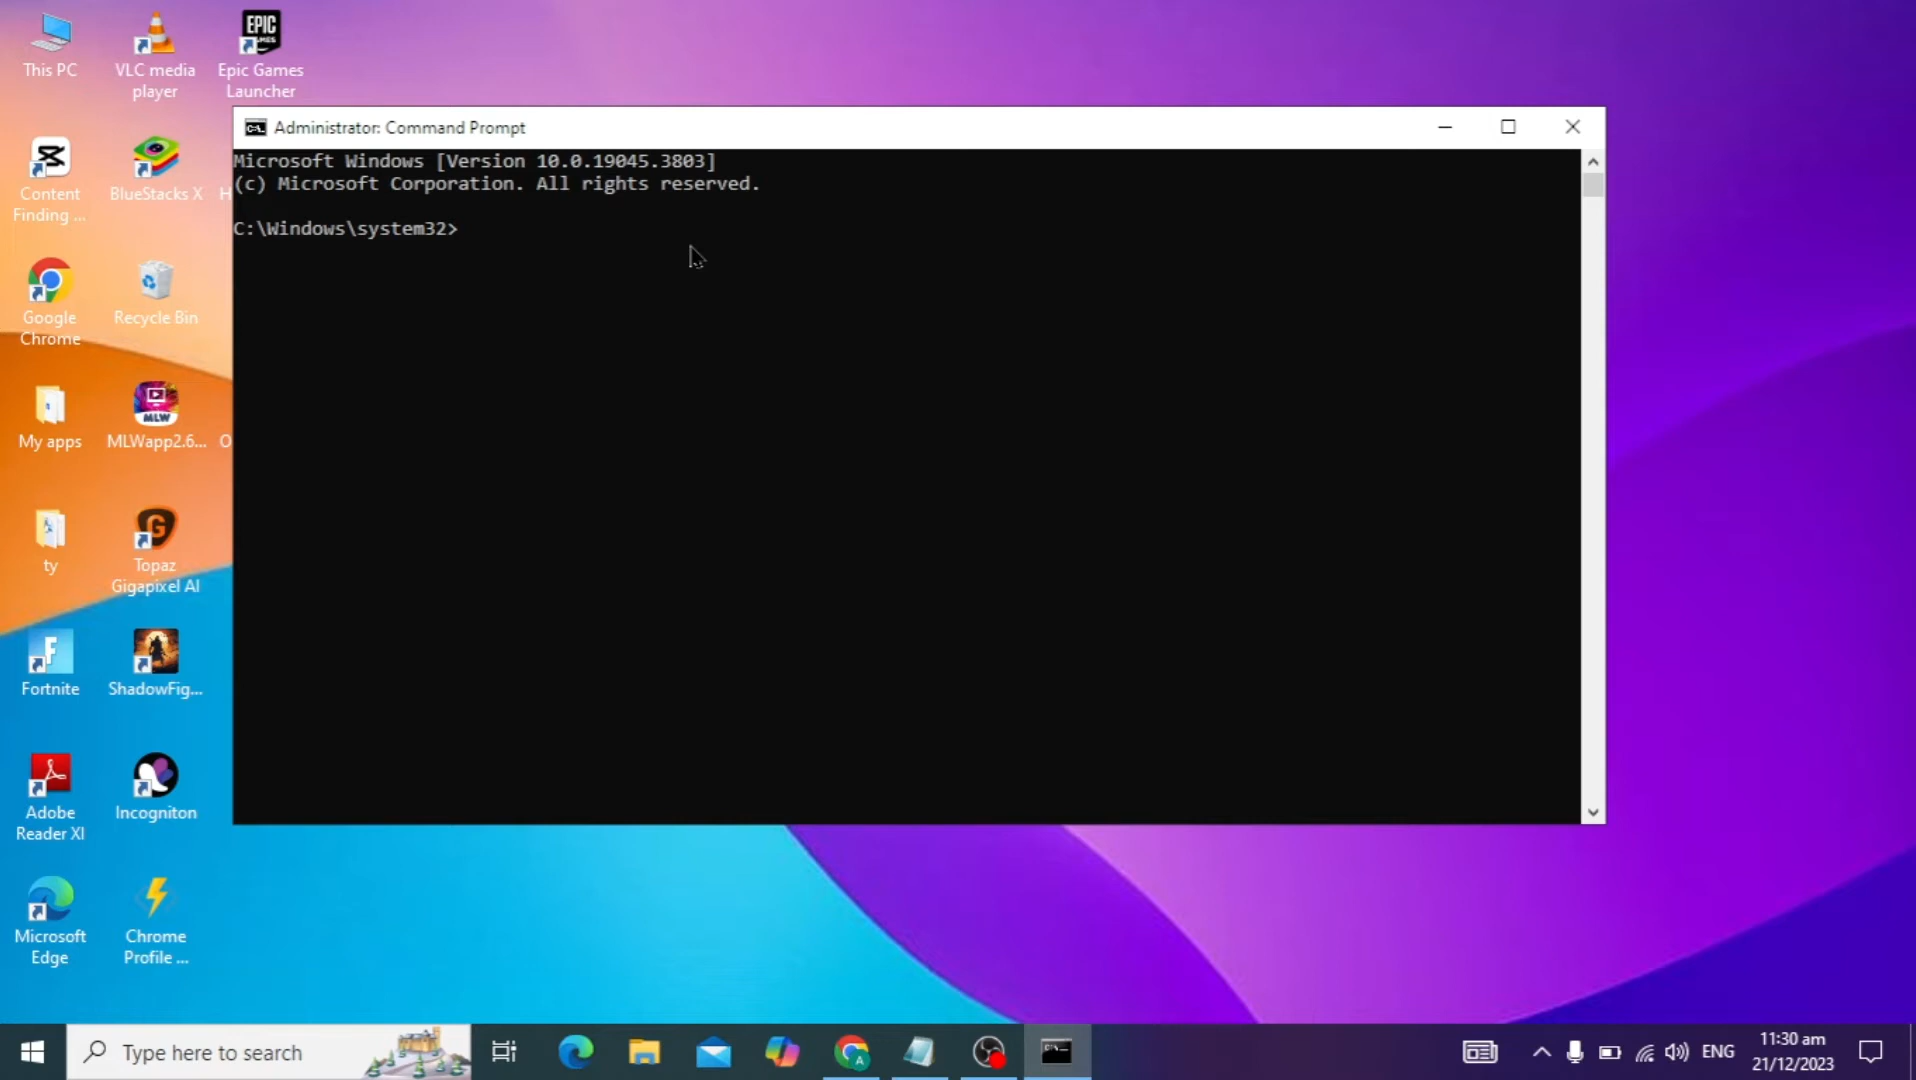 This PC
VLC media
player
EPIC
Epic Games
Launcher
Administrator: Command Prompt
Microsoft Windows [Version 10.0.19045.3803]
(c) Microsoft Corporation. All rights reserved.
C:\Windows\system32>
Content
Finding ...
BlueStacks X
H
Google
Chrome
Recycle Bin
My apps
MLW
MLWapp2.6...
O
ty
Topaz
Gigapixel AI
Fortnite
ShadowFig...
Adobe
Reader XI
Incogniton
Microsoft
Edge
Chrome
Profile ...
Type here to search
A
ENG
11:30 am
21/12/2023